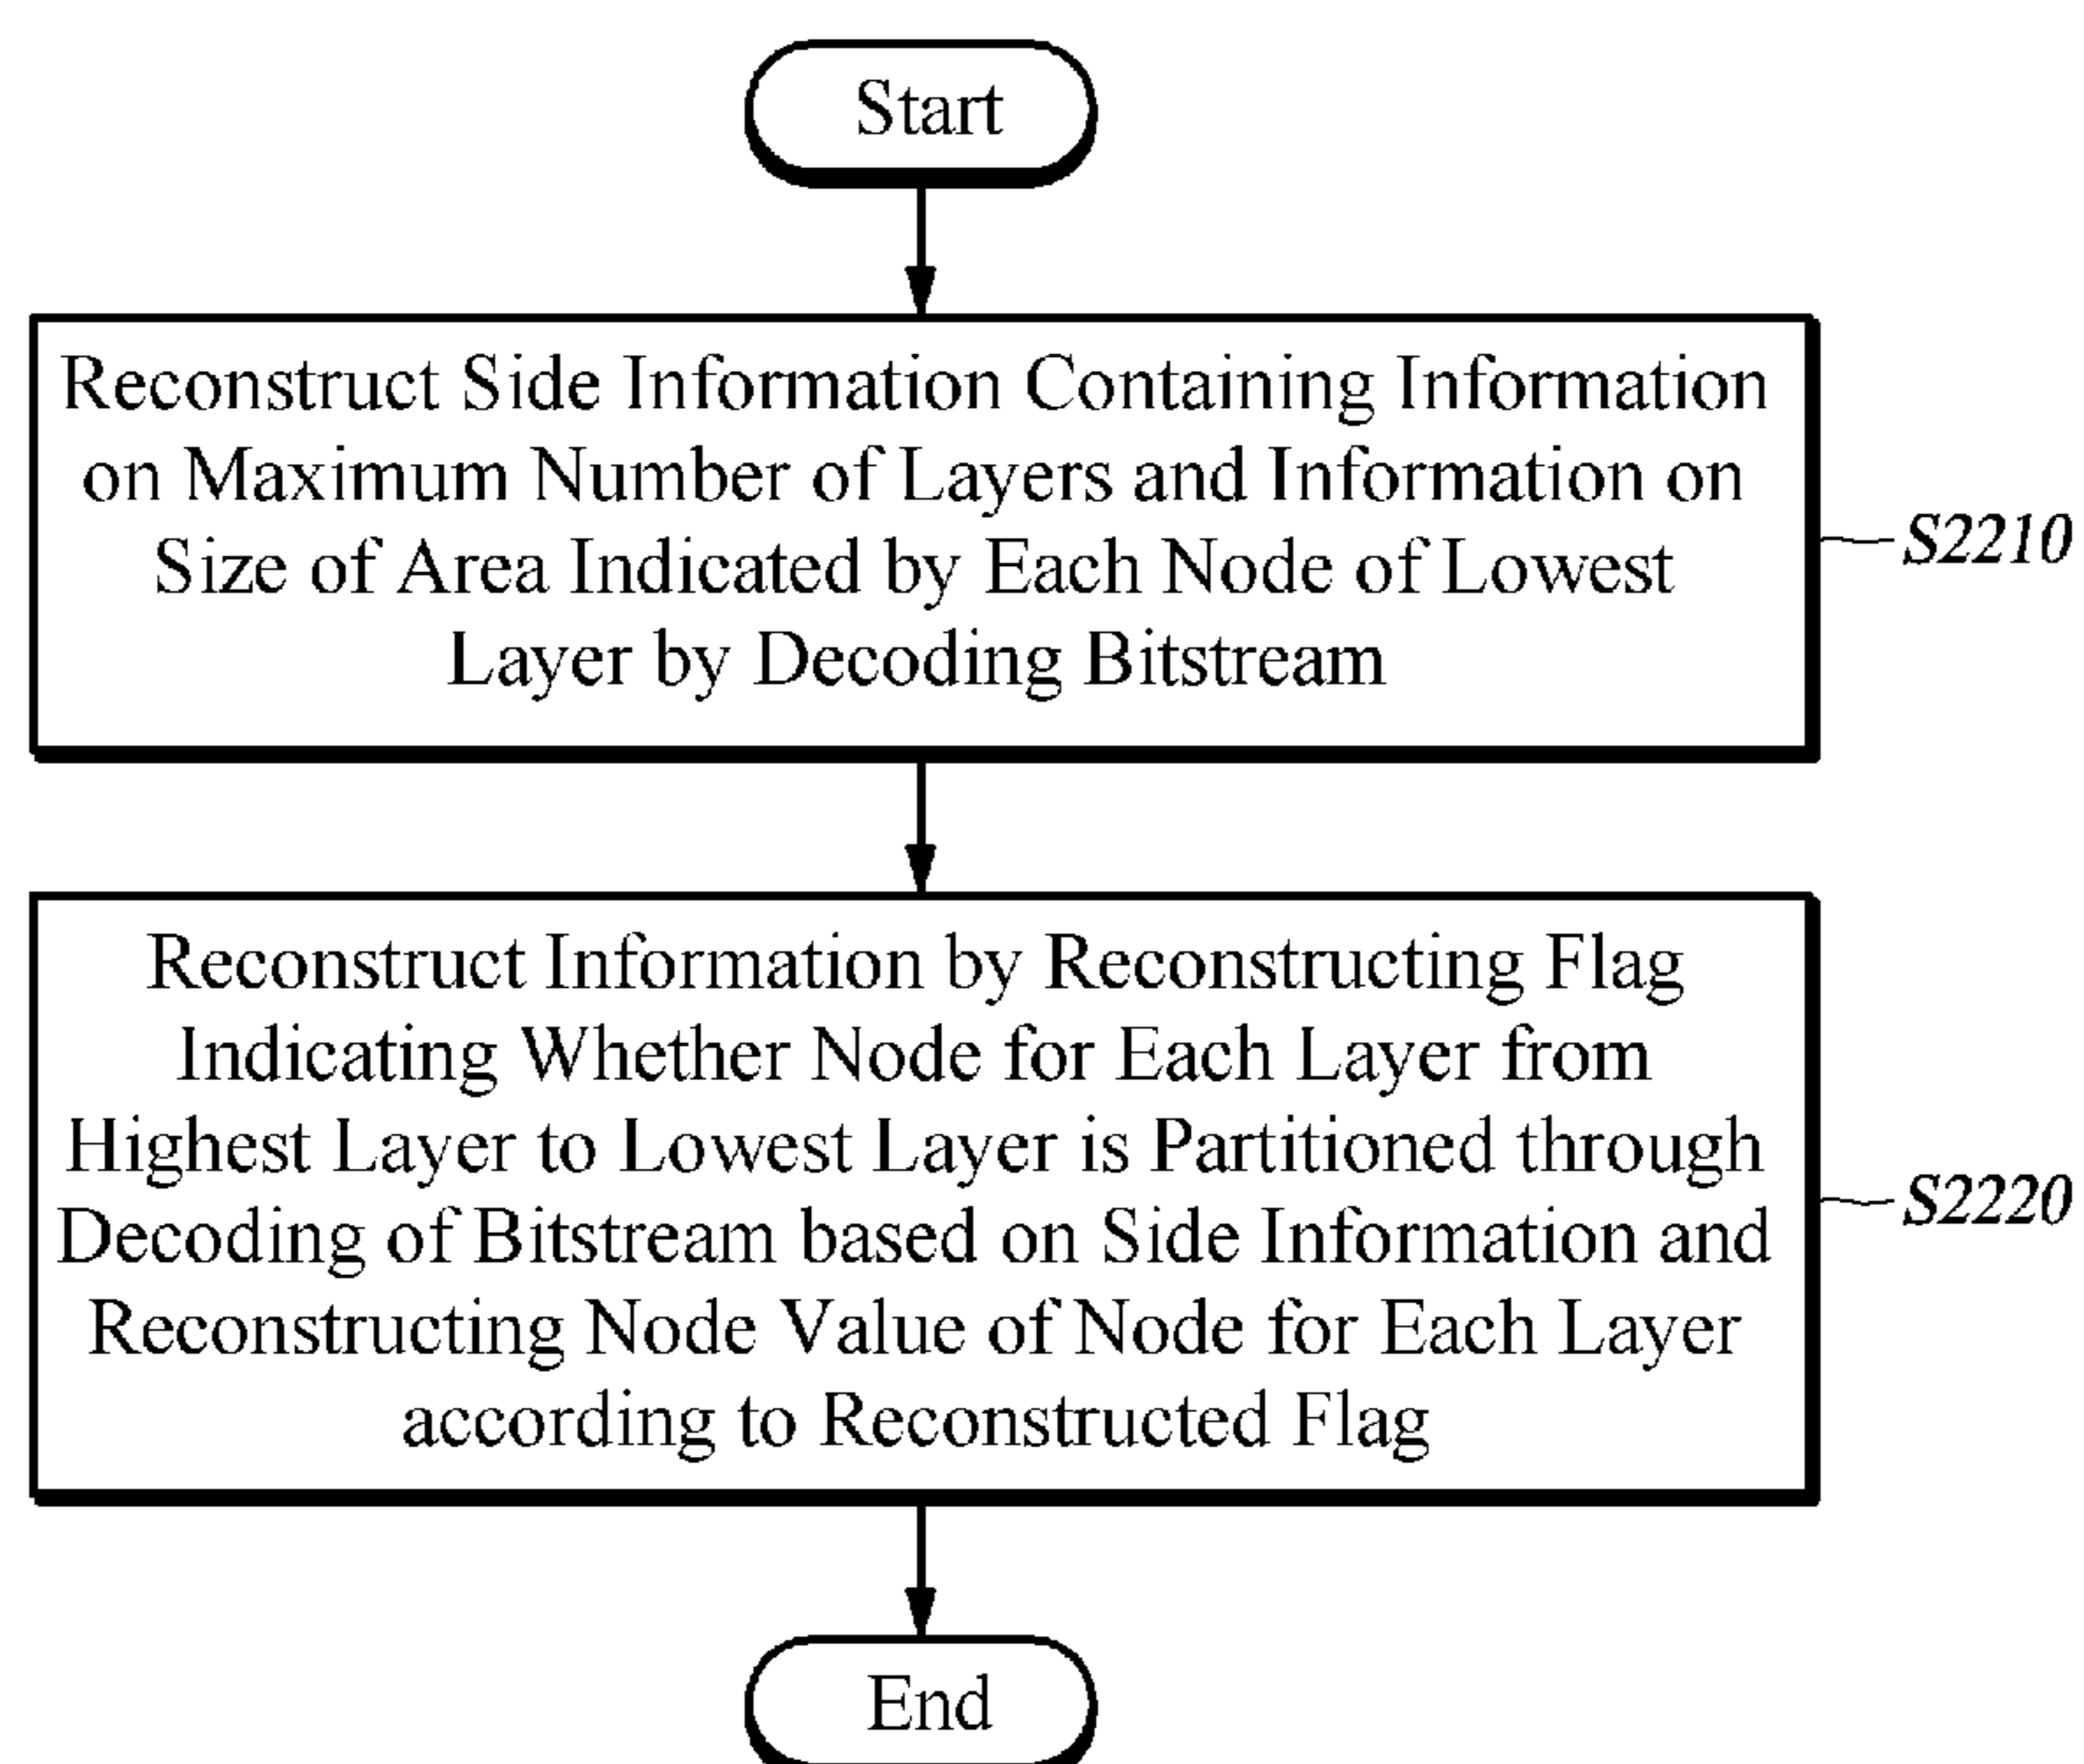 Start
Reconstruct Side Information Containing Information
on Maximum Number of Layers and Information on
Size of Area Indicated by Each Node of Lowest
Layer by Decoding Bitstream
S2210
Reconstruct Information by Reconstructing Flag
Indicating Whether Node for Each Layer from
Highest Layer to Lowest Layer is Partitioned through
Decoding of Bitstream based on Side Information and
Reconstructing Node Value of Node for Each Layer
according to Reconstructed Flag
S2220
End